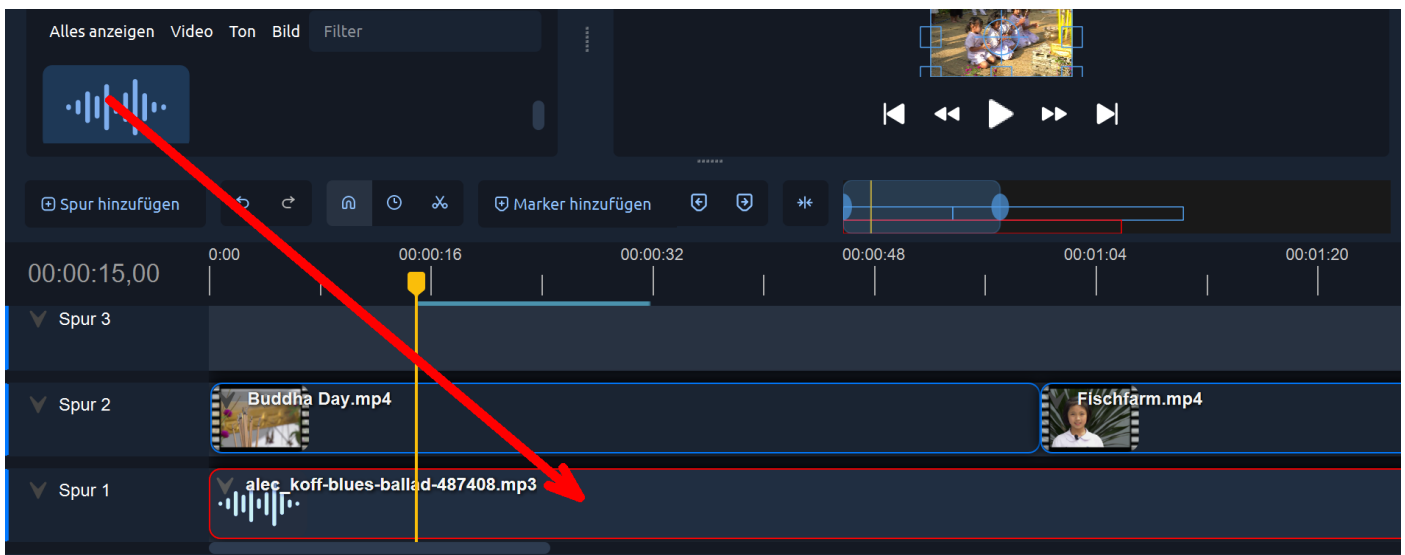 Alles anzeigen Video Ton Bild Filter
Spur hinzufügen Marker hinzufügen
00:00:15,00
0:00 00:00:16 00:00:32 00:00:48 00:01:04 00:01:20
Spur 3
Spur 2 Buddha Day.mp4 Fischfarm.mp4
Spur 1 alec_koff-blues-ballad-487408.mp3